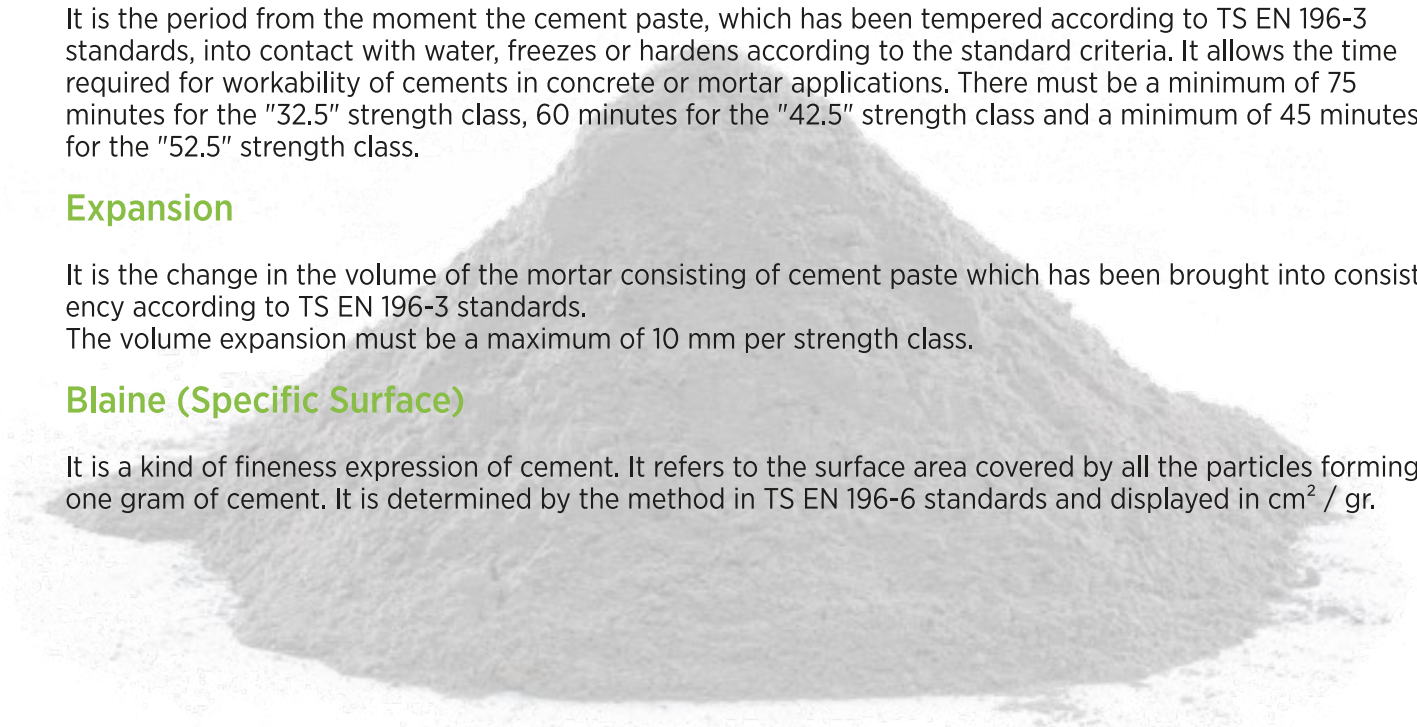 It is the period from the moment the cement paste, which has been tempered according to TS EN 196-3
standards, into contact with water, freezes or hardens according to the standard criteria. It allows the time
required for workability of cements in concrete or mortar applications. There must be a minimum of 75
minutes for the "32.5" strength class, 60 minutes for the "42.5" strength class and a minimum of 45 minutes
for the "52.5" strength class.
Expansion
It is the change in the volume of the mortar consisting of cement paste which has been brought into consist
ency according to TS EN 196-3 standards.
The volume expansion must be a maximum of 10 mm per strength class.
Blaine (Specific Surface)
It is a kind of fineness expression of cement. It refers to the surface area covered by all the particles forming
one gram of cement. It is determined by the method in TS EN 196-6 standards and displayed in cm² / gr.